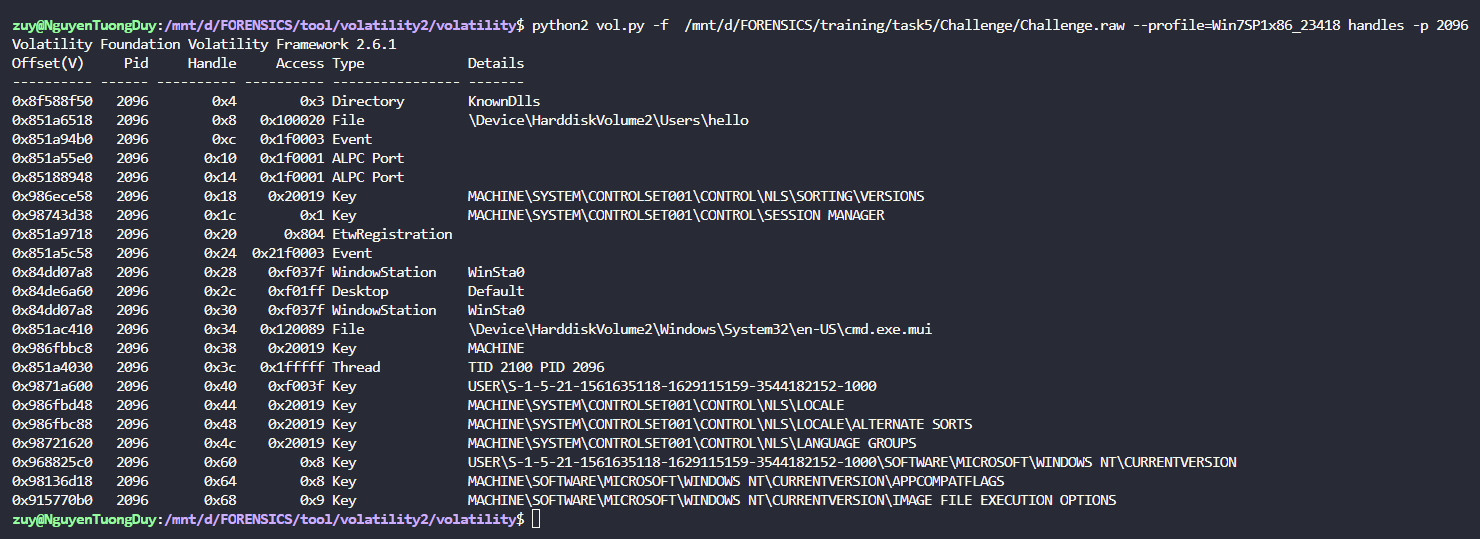 zuy@NguyenTuongDuy:/mnt/d/FORENSICS/tool/volatility2/volatility$ python2 vol.py -f  /mnt/d/FORENSICS/training/task5/Challenge/Challenge.raw --profile=Win7SP1x86_23418 handles -p 2096
Volatility Foundation Volatility Framework 2.6.1
Offset(V)     Pid     Handle     Access Type             Details
---------- ------ ---------- ---------- ---------------- -------
0x8f588f50   2096        0x4        0x3 Directory        KnownDlls
0x851a6518   2096        0x8   0x100020 File             \Device\HarddiskVolume2\Users\hello
0x851a94b0   2096        0xc   0x1f0003 Event
0x851a55e0   2096       0x10   0x1f0001 ALPC Port
0x85188948   2096       0x14   0x1f0001 ALPC Port
0x986ece58   2096       0x18    0x20019 Key              MACHINE\SYSTEM\CONTROLSET001\CONTROL\NLS\SORTING\VERSIONS
0x98743d38   2096       0x1c        0x1 Key              MACHINE\SYSTEM\CONTROLSET001\CONTROL\SESSION MANAGER
0x851a9718   2096       0x20      0x804 EtwRegistration
0x851a5c58   2096       0x24 0x21f0003 Event
0x84dd07a8   2096       0x28    0xf037f WindowStation    WinSta0
0x84de6a60   2096       0x2c    0xf01ff Desktop          Default
0x84dd07a8   2096       0x30    0xf037f WindowStation    WinSta0
0x851ac410   2096       0x34   0x120089 File             \Device\HarddiskVolume2\Windows\System32\en-US\cmd.exe.mui
0x986fbbc8   2096       0x38    0x20019 Key              MACHINE
0x851a4030   2096       0x3c   0x1fffff Thread           TID 2100 PID 2096
0x9871a600   2096       0x40    0xf003f Key              USER\S-1-5-21-1561635118-1629115159-3544182152-1000
0x986fbd48   2096       0x44    0x20019 Key              MACHINE\SYSTEM\CONTROLSET001\CONTROL\NLS\LOCALE
0x986fbc88   2096       0x48    0x20019 Key              MACHINE\SYSTEM\CONTROLSET001\CONTROL\NLS\LOCALE\ALTERNATE SORTS
0x98721620   2096       0x4c    0x20019 Key              MACHINE\SYSTEM\CONTROLSET001\CONTROL\NLS\LANGUAGE GROUPS
0x968825c0   2096       0x60        0x8 Key              USER\S-1-5-21-1561635118-1629115159-3544182152-1000\SOFTWARE\MICROSOFT\WINDOWS NT\CURRENTVERSION
0x98136d18   2096       0x64        0x8 Key              MACHINE\SOFTWARE\MICROSOFT\WINDOWS NT\CURRENTVERSION\APPCOMPATFLAGS
0x915770b0   2096       0x68        0x9 Key              MACHINE\SOFTWARE\MICROSOFT\WINDOWS NT\CURRENTVERSION\IMAGE FILE EXECUTION OPTIONS
zuy@NguyenTuongDuy:/mnt/d/FORENSICS/tool/volatility2/volatility$